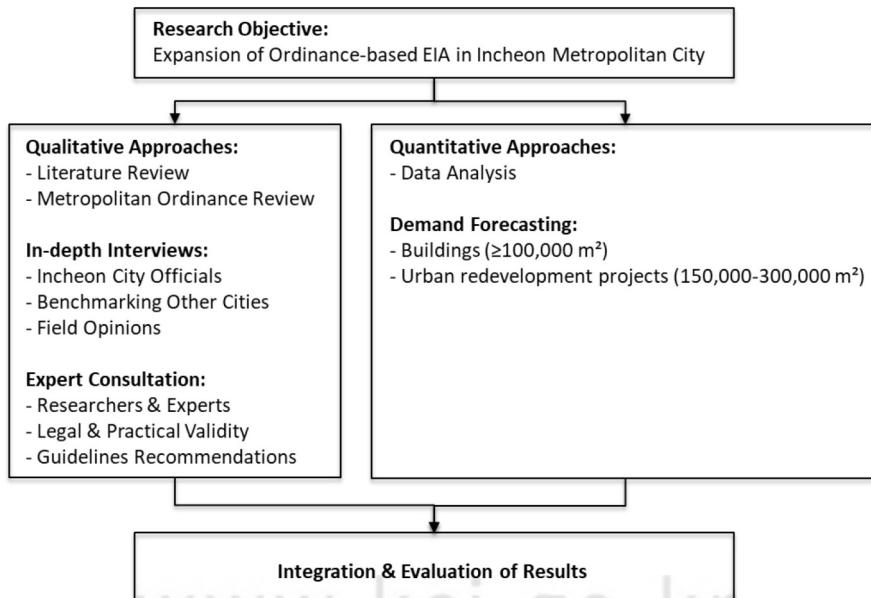 Research Objective:
Expansion of Ordinance-based EIA in Incheon Metropolitan City
Qualitative Approaches:
- Literature Review
- Metropolitan Ordinance Review
In-depth Interviews:
- Incheon City Officials
- Benchmarking Other Cities
- Field Opinions
Expert Consultation:
- Researchers & Experts
- Legal & Practical Validity
- Guidelines Recommendations
Quantitative Approaches:
- Data Analysis
Demand Forecasting:
- Buildings (≥100,000 m²)
- Urban redevelopment projects (150,000-300,000 m²)
Integration & Evaluation of Results